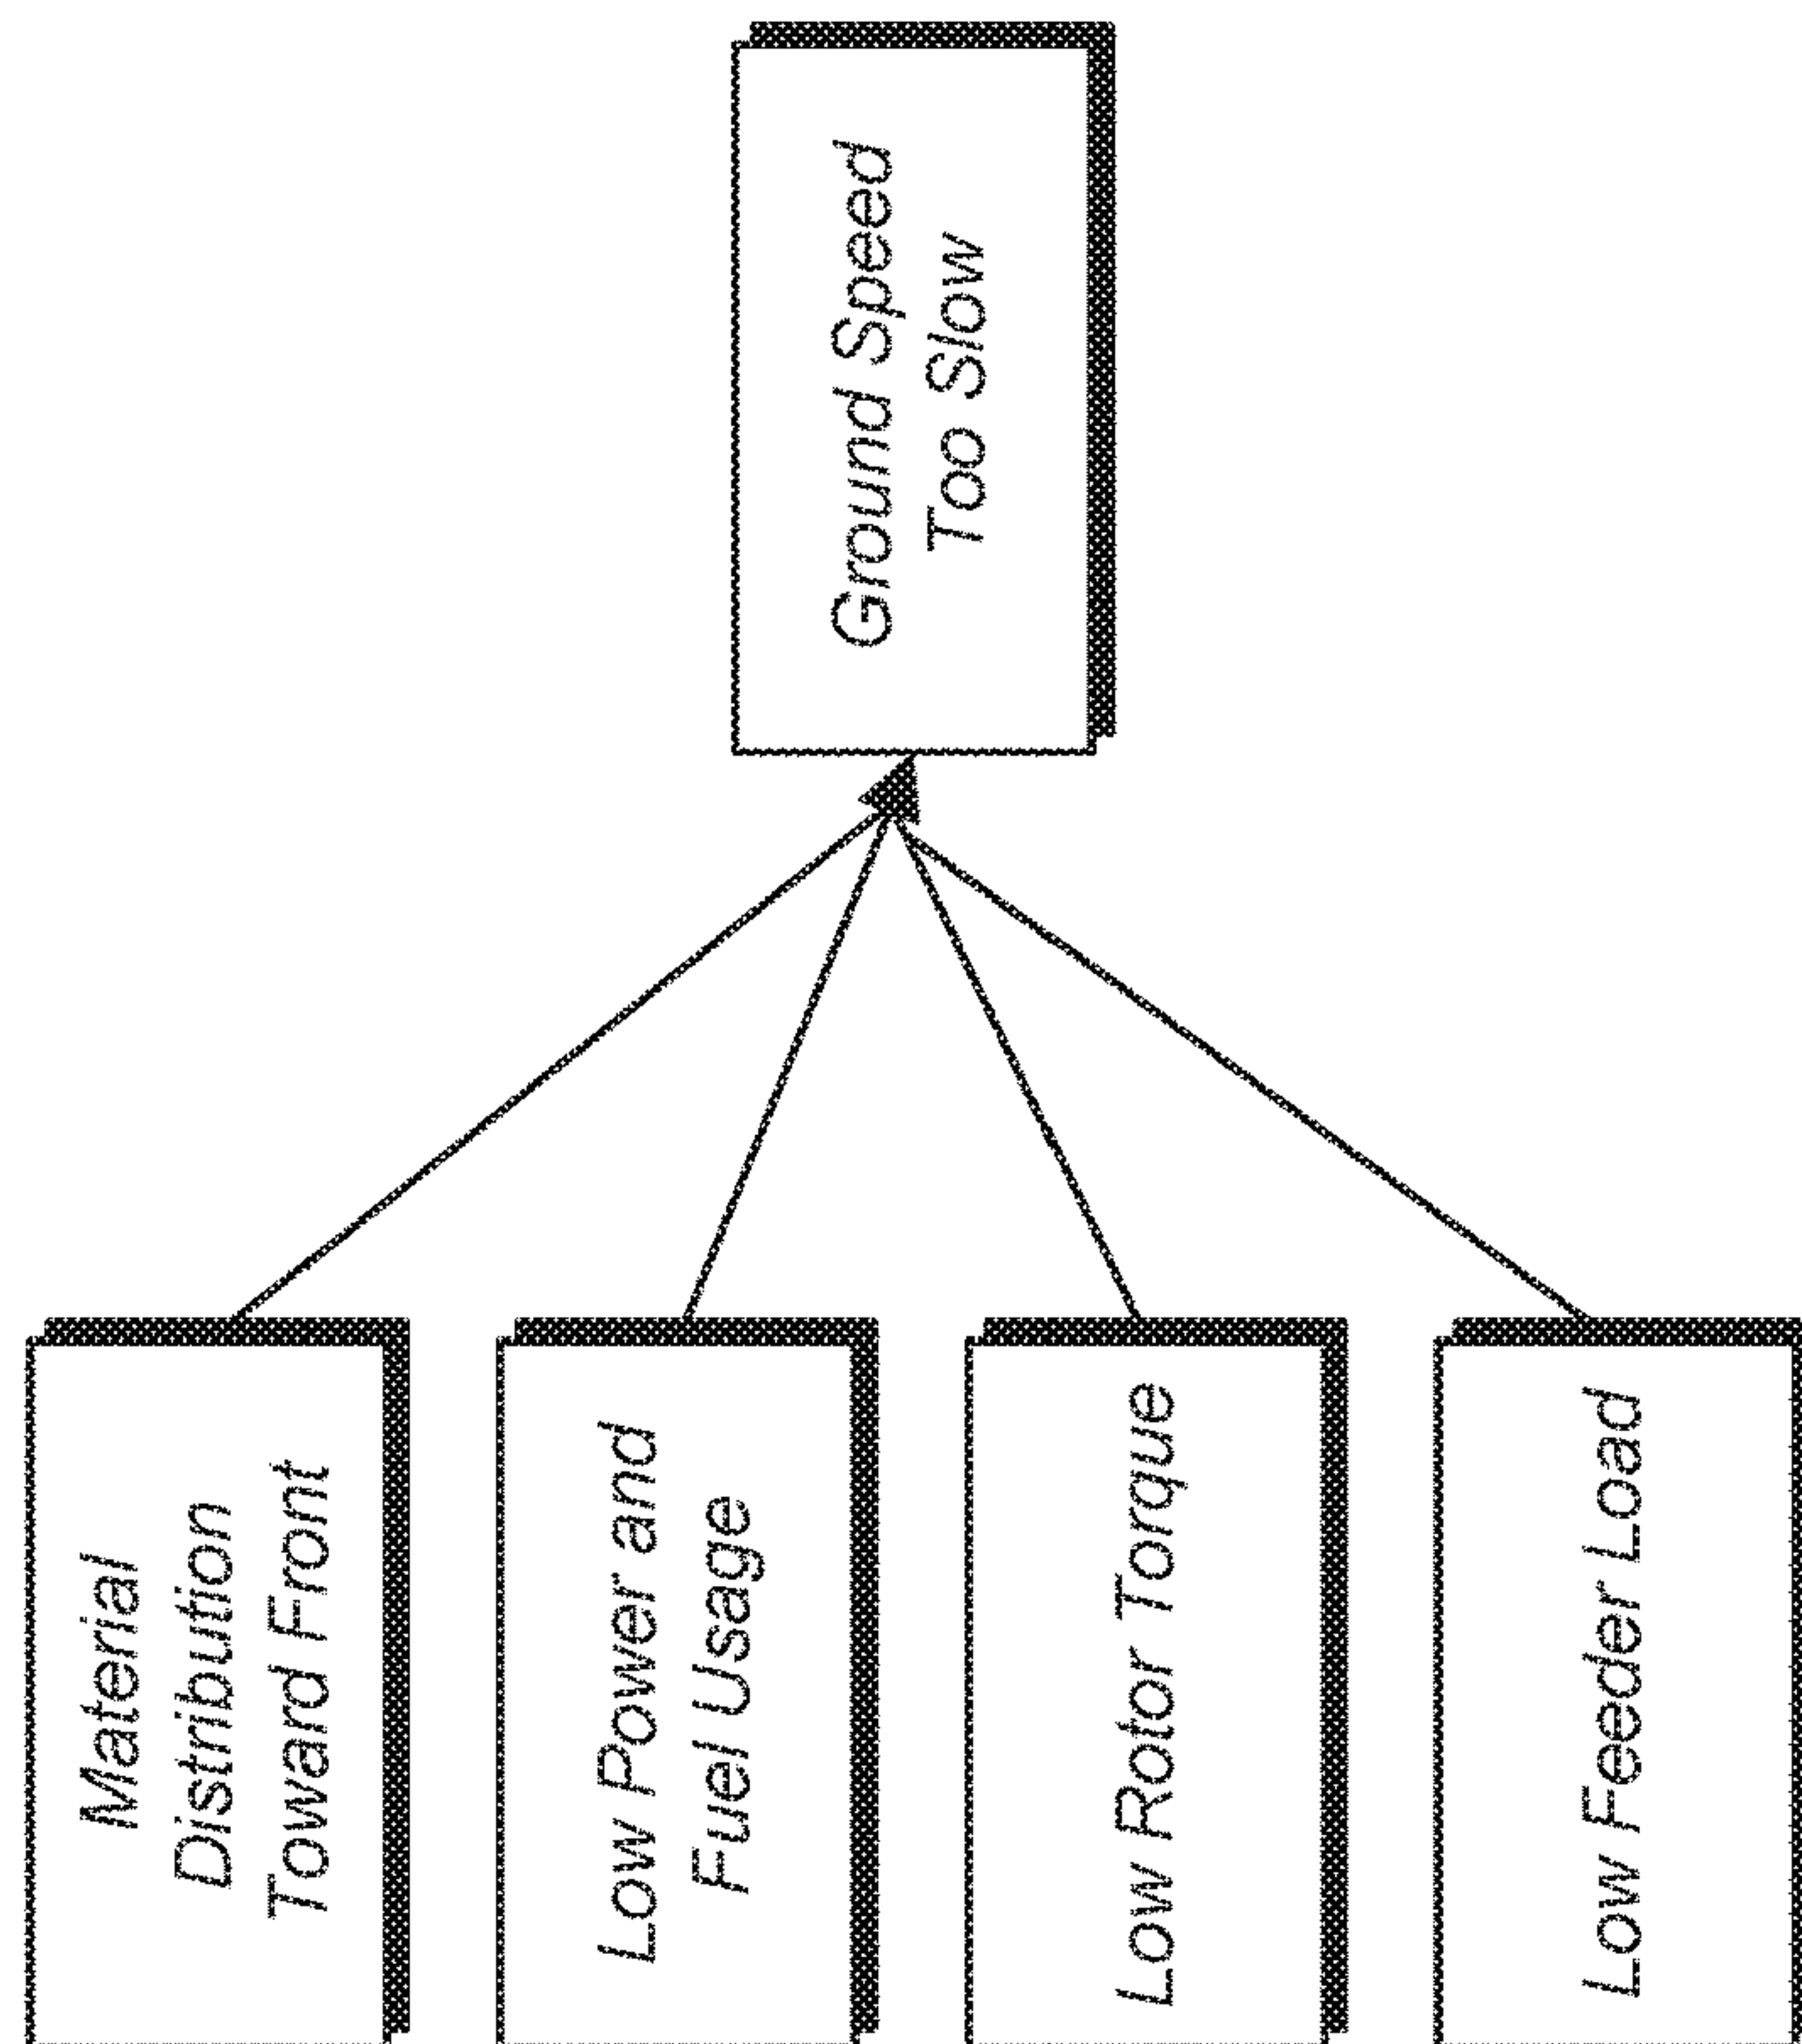 Material
Distribution
Toward Front
Low Power and
Fuel Usage
Low Rotor Torque
Low Feeder Load
Ground Speed
Too Slow